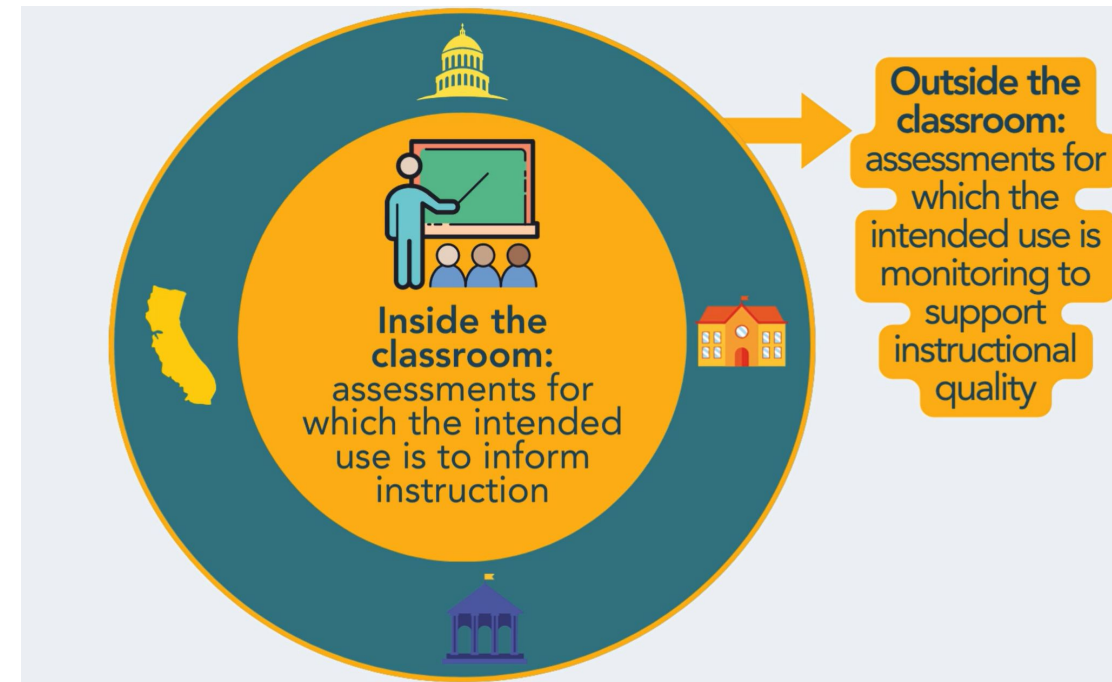 Inside the
classroom:
assessments for
which the intended
use is to inform
instruction
Outside the
classroom:
assessments for
which the
intended use is
monitoring to
support
instructional
quality